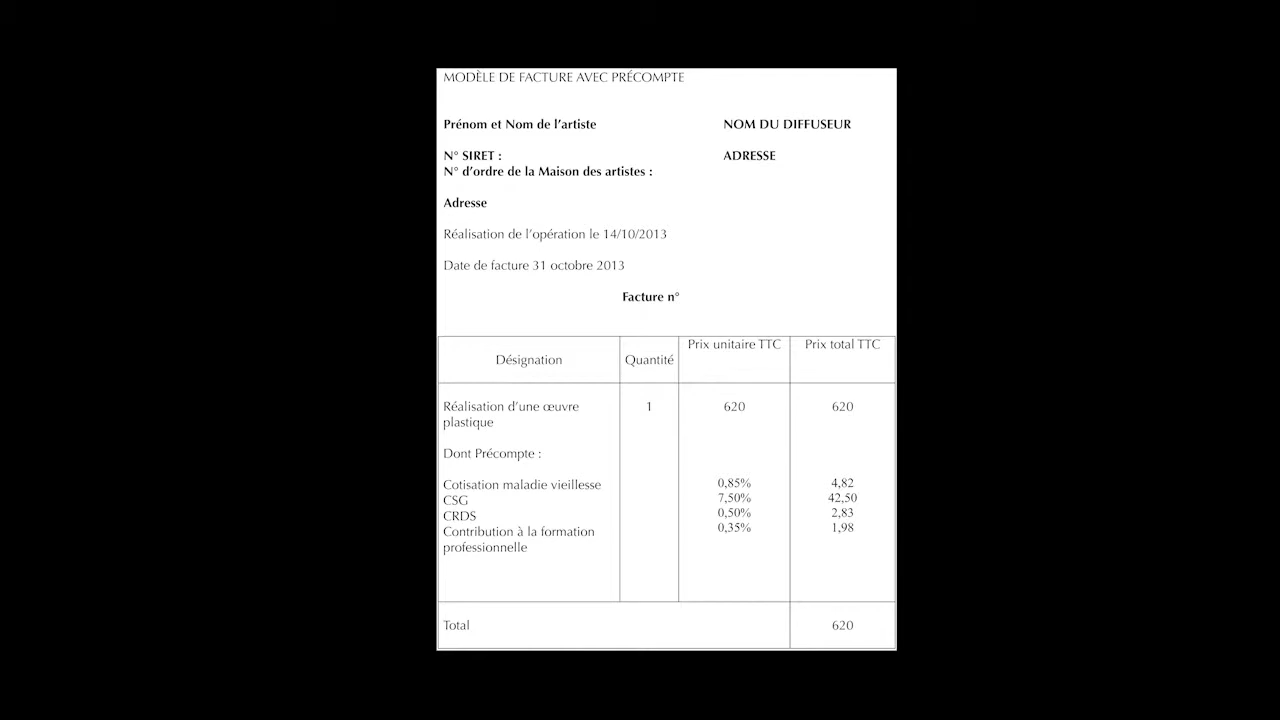 MODÈLE DE FACTURE AVEC PRÉCOMPTE
Prénom et Nom de l’artiste
NOM DU DIFFUSEUR
N° SIRET :
ADRESSE
N° d’ordre de la Maison des artistes :
Adresse
Réalisation de l’opération le 14/10/2013
Date de facture 31 octobre 2013
Facture n°
Désignation
Quantité
Prix unitaire TTC
Prix total TTC
Réalisation d’une œuvre
plastique
1
620
620
Dont Précompte :
Cotisation maladie vieillesse
0,85%
4,82
CSG
7,50%
42,50
CRDS
0,50%
2,83
Contribution à la formation
professionnelle
0,35%
1,98
Total
620